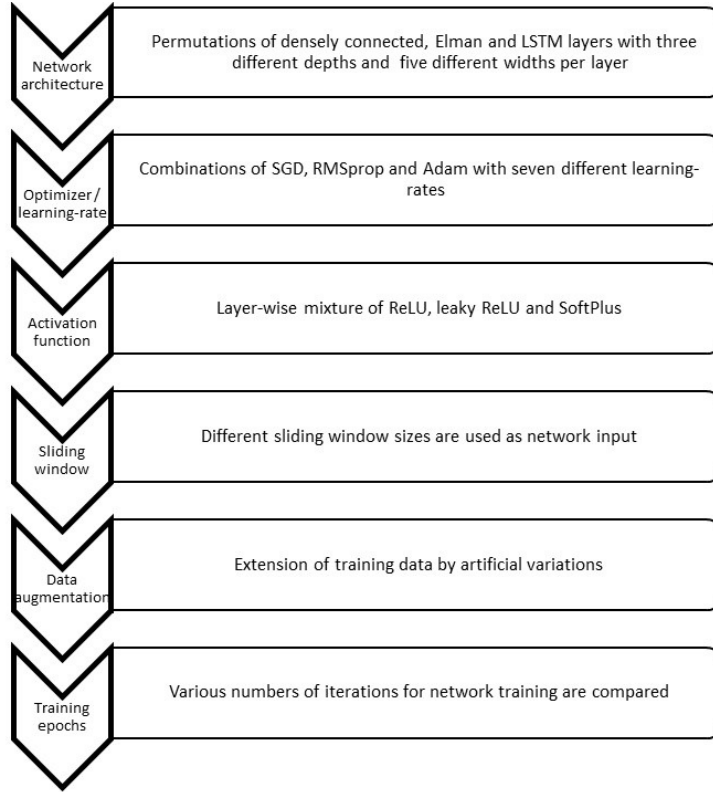 Network
architecture
Permutations of densely connected, Elman and LSTM layers with three
different depths and five different widths per layer
Optimizer/
learning-rate
Combinations of SGD, RMSprop and Adam with seven different learning-
rates
Activation
function
Layer-wise mixture of ReLU, leaky ReLU and SoftPlus
Sliding
window
Different sliding window sizes are used as network input
Data
augmentation
Extension of training data by artificial variations
Training
epochs
Various numbers of iterations for network training are compared